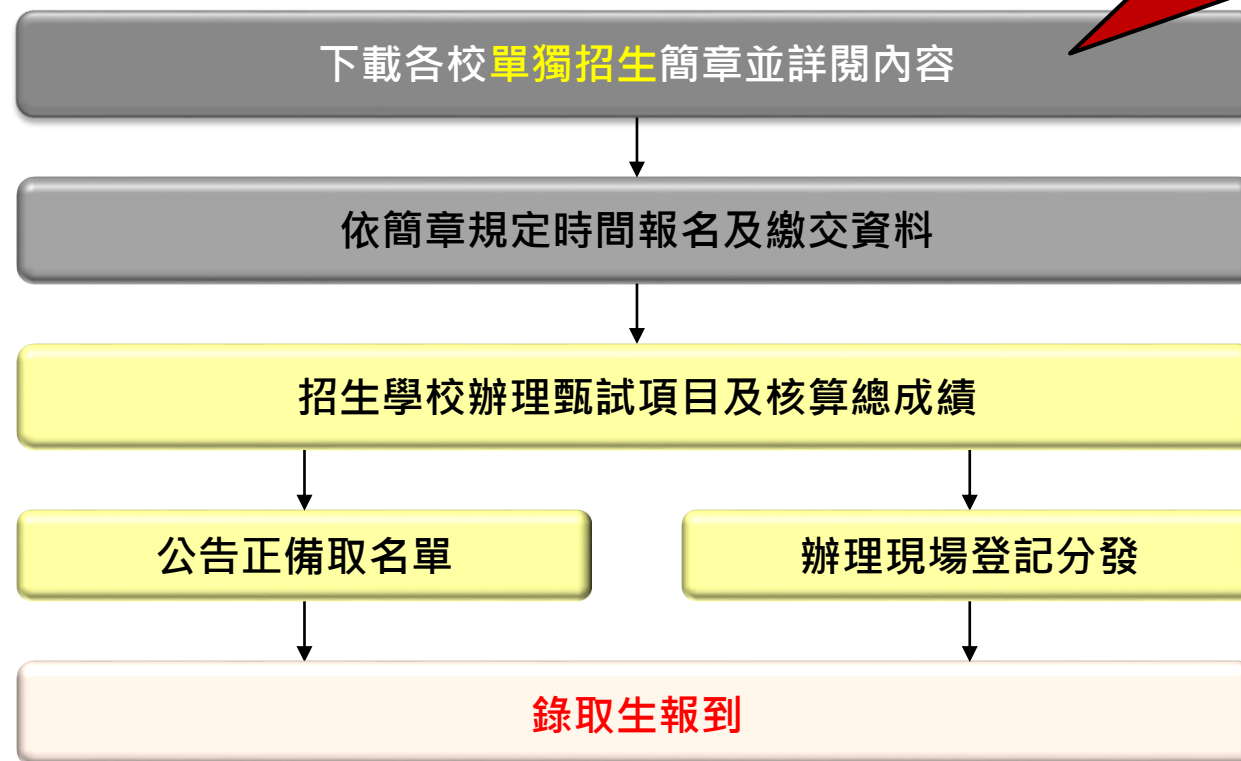 下載各校單獨招生簡章並詳閱內容
依簡章規定時間報名及繳交資料
招生學校辦理甄試項目及核算總成績
公告正備取名單
辦理現場登記分發
錄取生報到